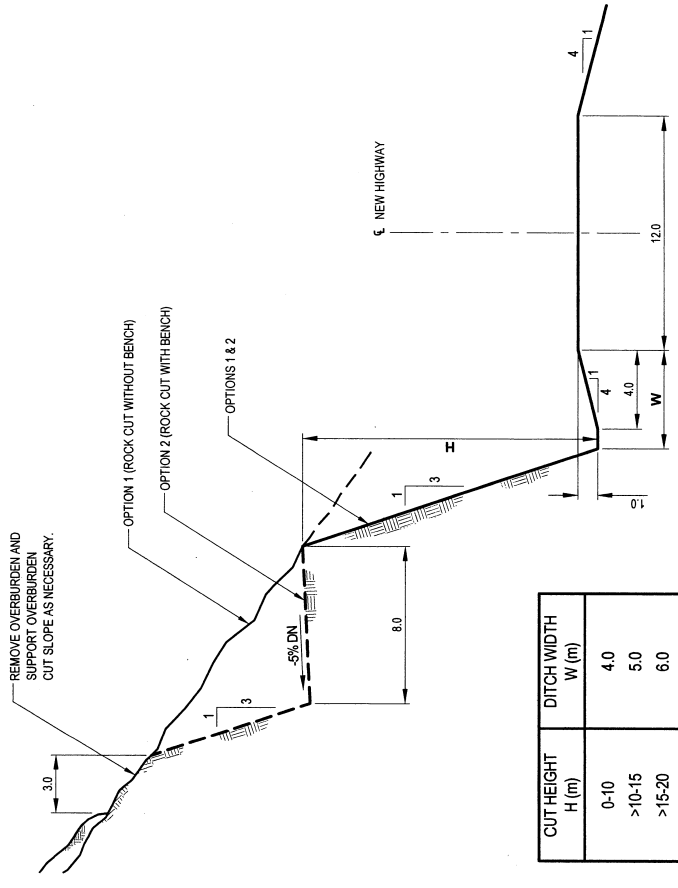 REMOVE OVERBURDEN AND
SUPPORT OVERBURDEN
CUT SLOPE AS NECESSARY.
OPTION 1 (ROCK CUT WITHOUT BENCH)
OPTION 2 (ROCK CUT WITH BENCH)
OPTIONS 1 & 2
3.0
1
3
-5% DN
8.0
1
3
H
℄ NEW HIGHWAY
4
1
4.0
W
12.0
4
1
1.0
CUT HEIGHT DITCH WIDTH
H (m) W (m)
0-10 4.0
>10-15 5.0
>15-20 6.0